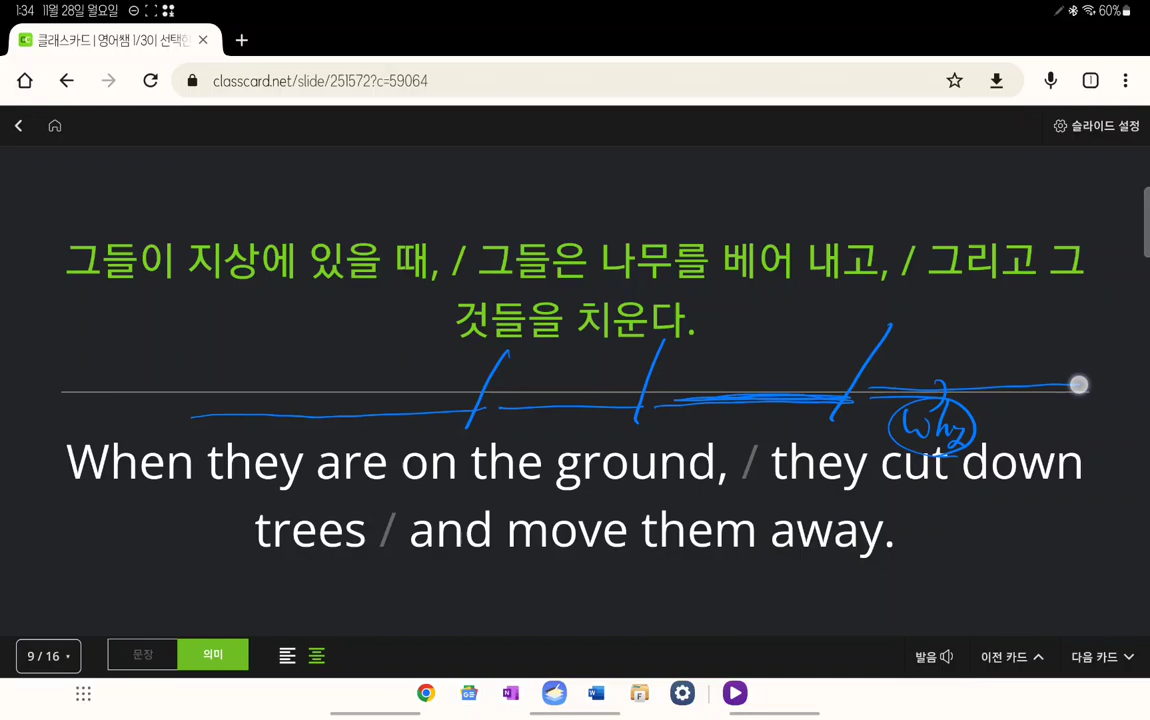 1:34 11월 28일 월요일
60%
클래스카드 | 영어쌤 1/3이 선택한
classcard.net/slide/251572?c=59064
1
슬라이드 설정
그들이 지상에 있을 때, / 그들은 나무를 베어 내고, / 그리고 그
것들을 치운다.
Why
When they are on the ground, / they cut down
trees / and move them away.
9 / 16
문장
의미
발음
이전 카드
다음 카드